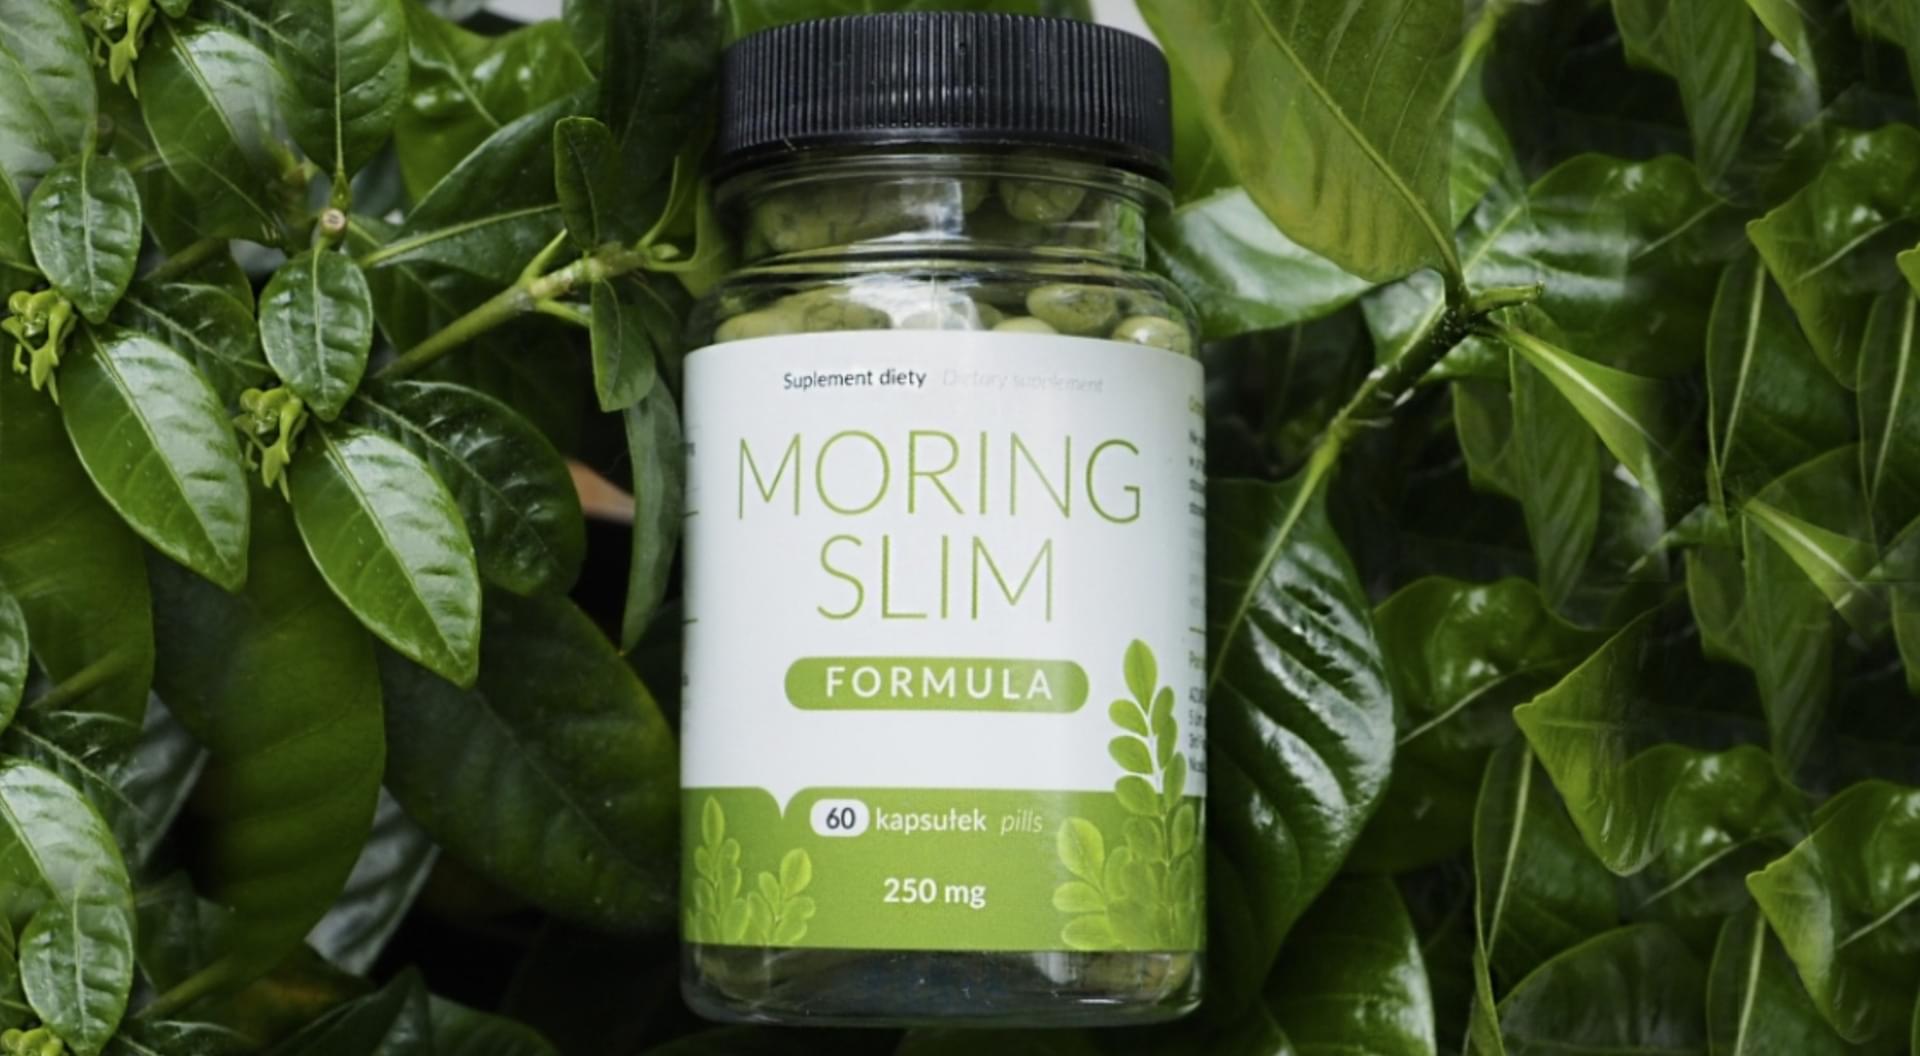 Suplement diety Dietary supplement
MORING
SLIM
FORMULA
60 kapsułek pills
250 mg